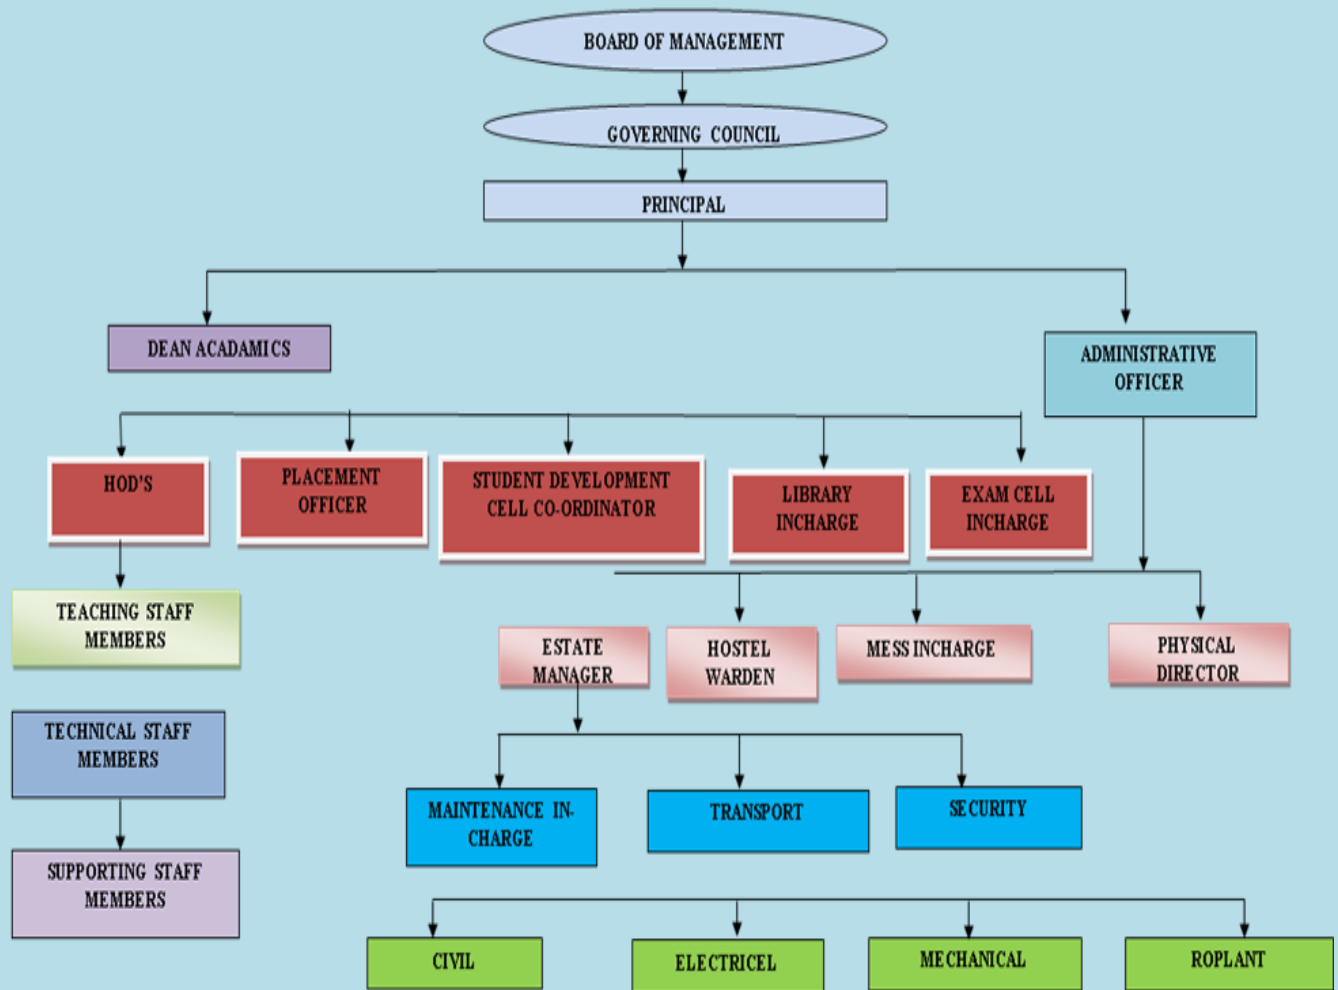 BOARD OF MANAGEMENT
GOVERNING COUNCIL
PRINCIPAL
DEAN ACADAMICS
ADMINISTRATIVE
OFFICER
HOD'S
PLACEMENT
OFFICER
STUDENT DEVELOPMENT
CELL CO-ORDINATOR
LIBRARY
INCHARGE
EXAM CELL
INCHARGE
TEACHING STAFF
MEMBERS
ESTATE
MANAGER
HOSTEL
WARDEN
MESS INCHARGE
PHYSICAL
DIRECTOR
TECHNICAL STAFF
MEMBERS
MAINTENANCE IN-
CHARGE
TRANSPORT
SECURITY
SUPPORTING STAFF
MEMBERS
CIVIL
ELECTRICEL
MECHANICAL
ROPLANT